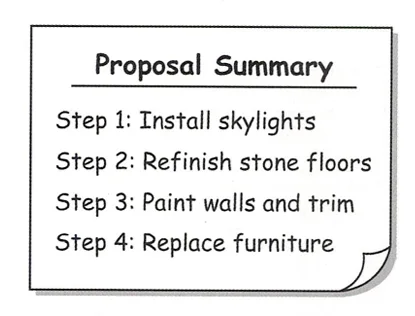 Proposal Summary
Step 1: Install skylights
Step 2: Refinish stone floors
Step 3: Paint walls and trim
Step 4: Replace furniture